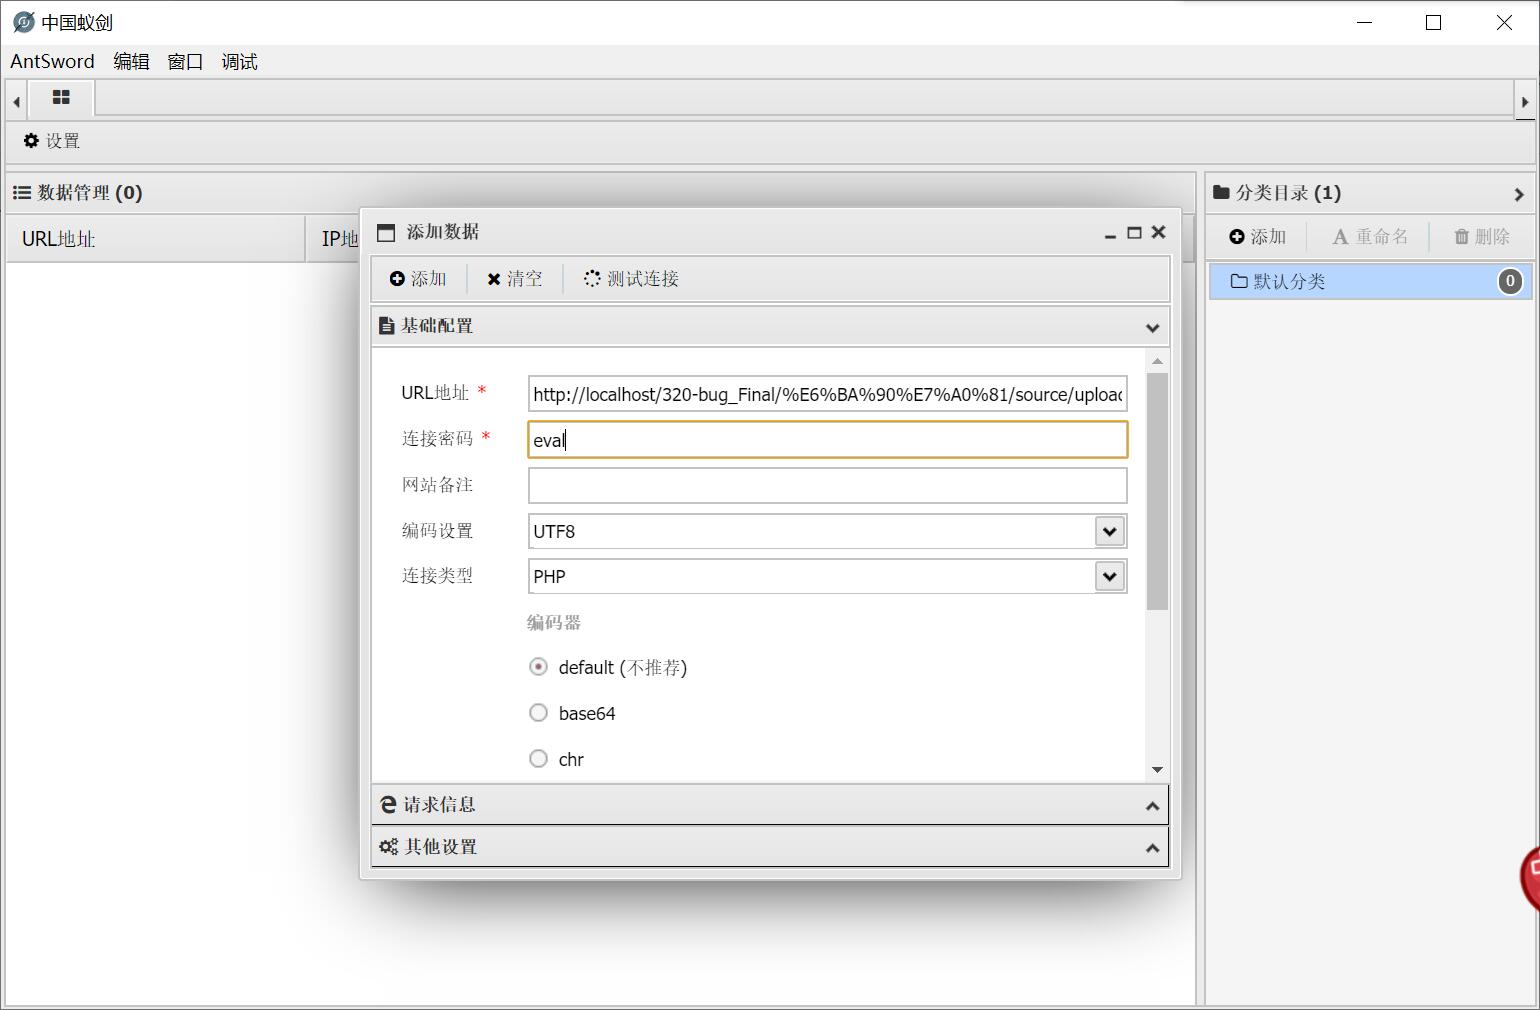 中国蚁剑
AntSword 编辑 窗口 调试
设置
数据管理 (0)
分类目录 (1)
URL地址
IP地
添加 重命名 删除
默认分类 0
添加数据
添加 清空 测试连接
基础配置
URL地址 * http://localhost/320-bug_Final/%E6%BA%90%E7%A0%81/source/upload
连接密码 * eval
网站备注
编码设置 UTF8
连接类型 PHP
编码器
default (不推荐)
base64
chr
请求信息
其他设置